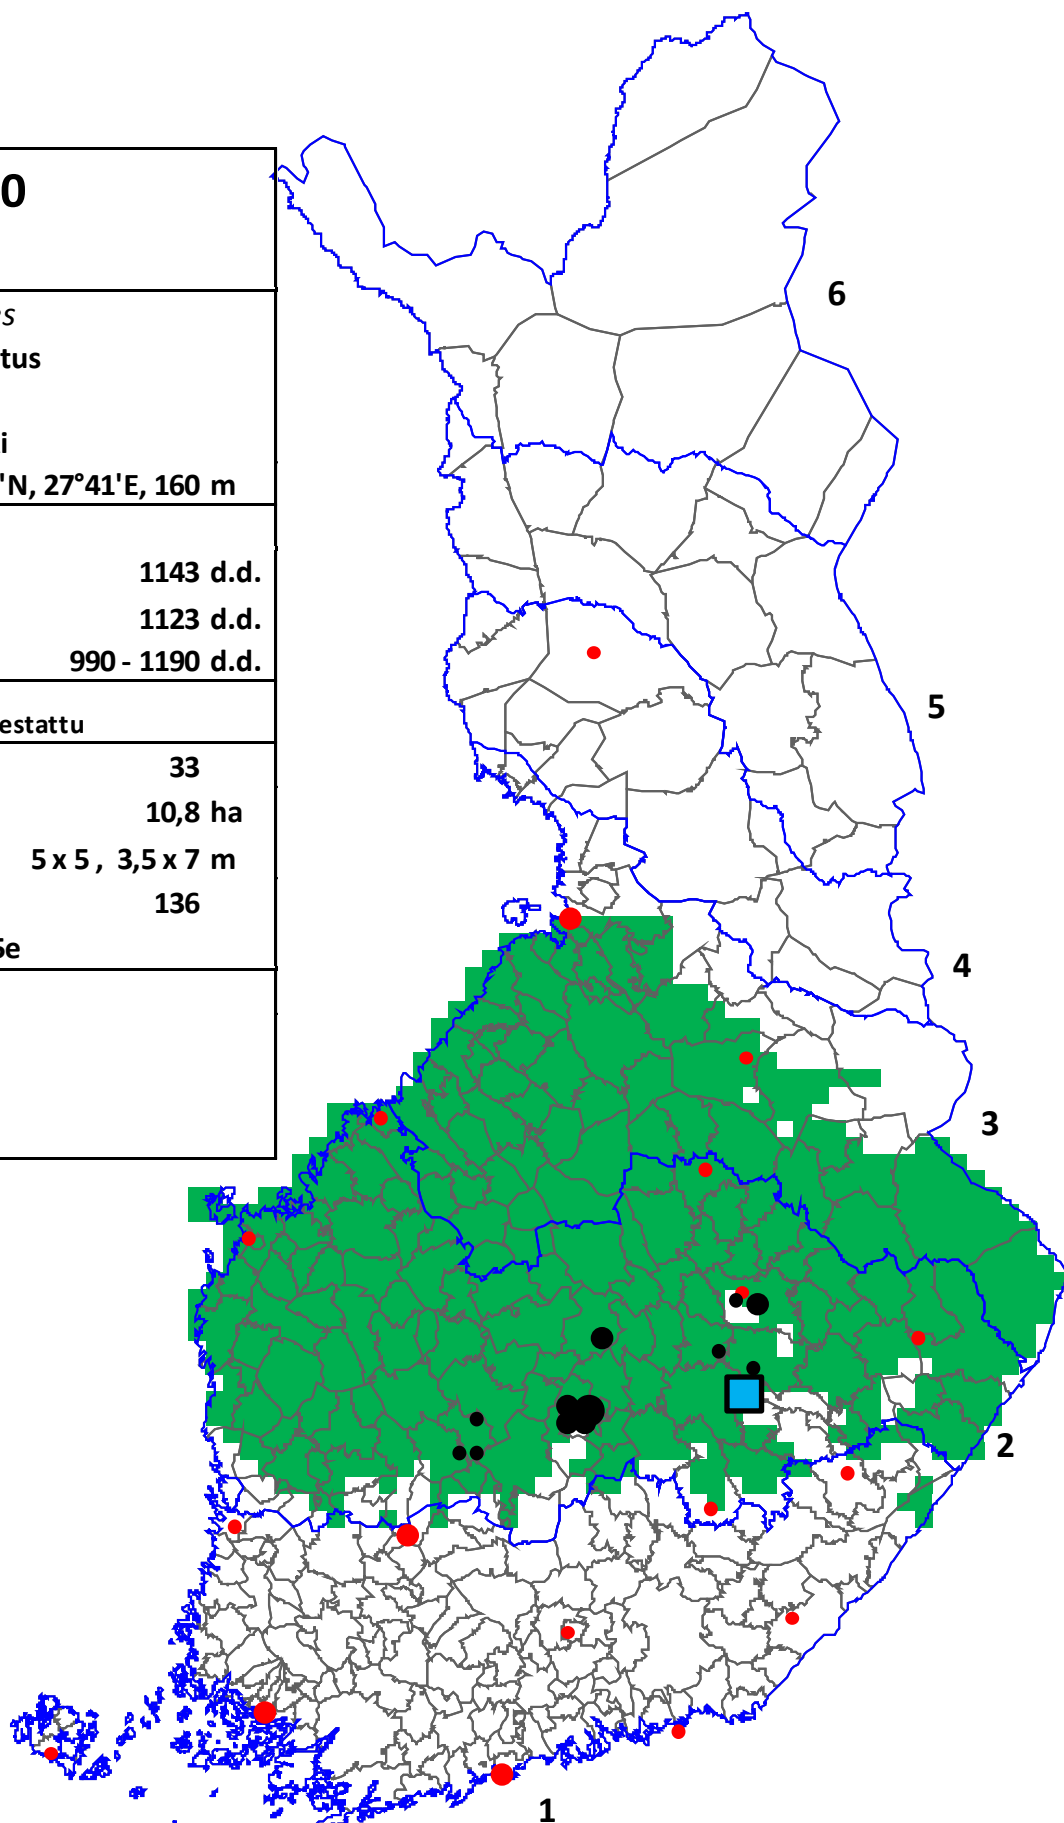 0
tus
i
'N, 27°41'E, 160 m
1143 d.d.
1123 d.d.
990 - 1190 d.d.
estattu
33
10,8 ha
5 x 5 , 3,5 x 7 m
136
6
5
4
3
2
1